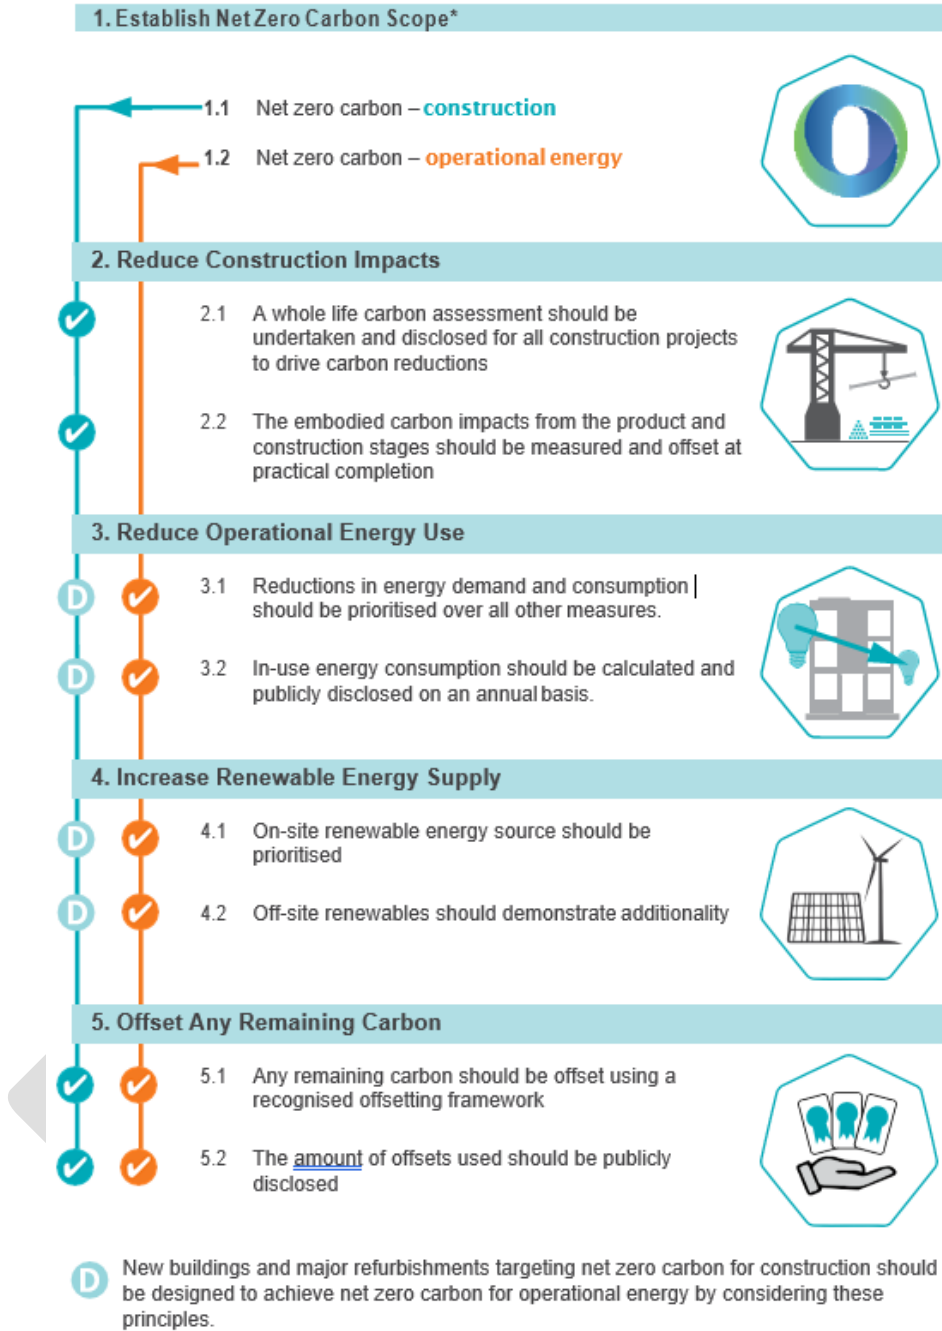 1. Establish Net Zero Carbon Scope*
1.1 Net zero carbon – construction
1.2 Net zero carbon – operational energy
2. Reduce Construction Impacts
2.1 A whole life carbon assessment should be
undertaken and disclosed for all construction projects
to drive carbon reductions
2.2 The embodied carbon impacts from the product and
construction stages should be measured and offset at
practical completion
3. Reduce Operational Energy Use
D
3.1 Reductions in energy demand and consumption
should be prioritised over all other measures.
D
3.2 In-use energy consumption should be calculated and
publicly disclosed on an annual basis.
4. Increase Renewable Energy Supply
D
4.1 On-site renewable energy source should be
prioritised
D
4.2 Off-site renewables should demonstrate additionality
5. Offset Any Remaining Carbon
5.1 Any remaining carbon should be offset using a
recognised offsetting framework
5.2 The amount of offsets used should be publicly
disclosed
D
New buildings and major refurbishments targeting net zero carbon for construction should
be designed to achieve net zero carbon for operational energy by considering these
principles.